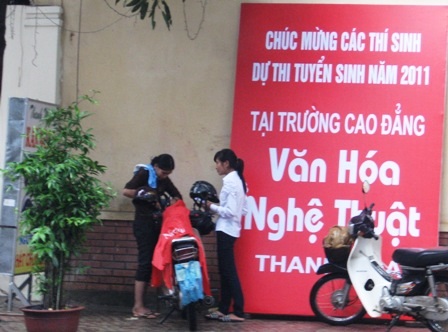 CHÚC MỪNG CÁC THÍ SINH
DỰ THI TUYỂN SINH NĂM 2011
TẠI TRƯỜNG CAO ĐẲNG
Văn Hóa
Nghệ Thuật
THANH